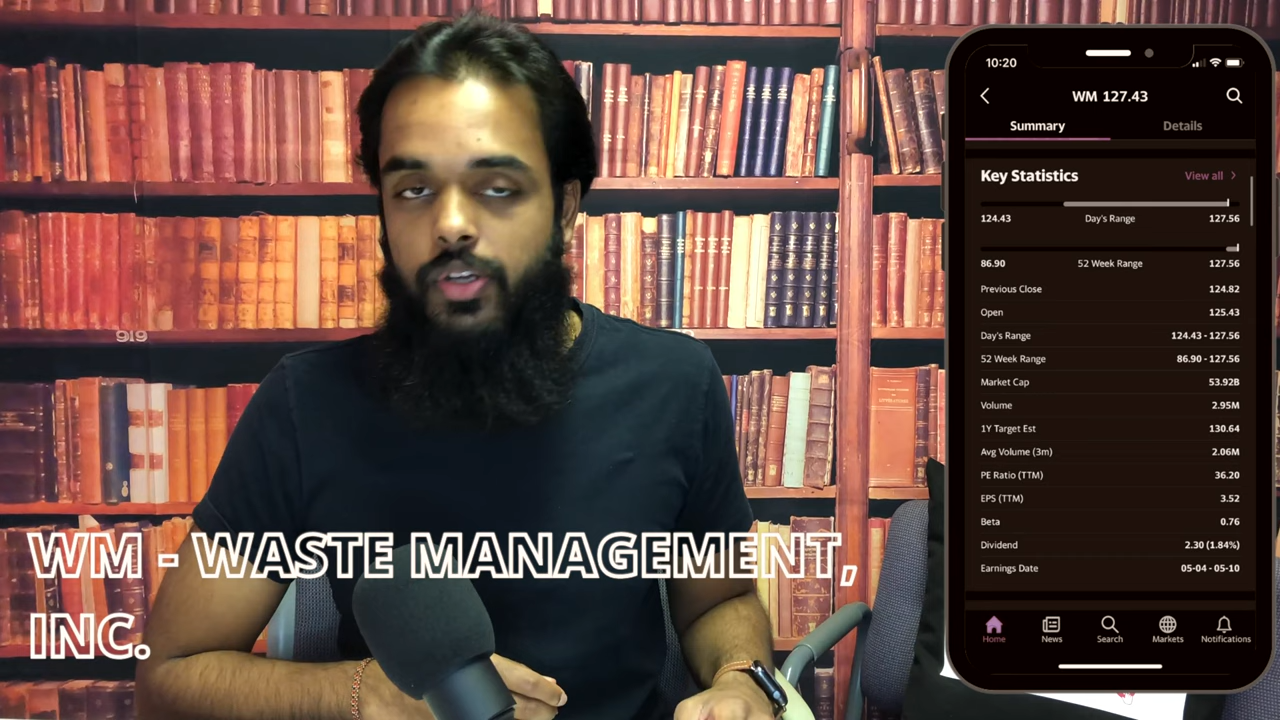 919
WM - WASTE MANAGEMENT,
INC.
10:20
WM 127.43
Summary Details
Key Statistics View all
124.43 Day's Range 127.56
86.90 52 Week Range 127.56
Previous Close 124.82
Open 125.43
Day's Range 124.43 - 127.56
52 Week Range 86.90 - 127.56
Market Cap 53.92B
Volume 2.95M
1Y Target Est 130.64
Avg Volume (3m) 2.06M
PE Ratio (TTM) 36.20
EPS (TTM) 3.52
Beta 0.76
Dividend 2.30 (1.84%)
Earnings Date 05-04 - 05-10
Home News Search Markets Notifications